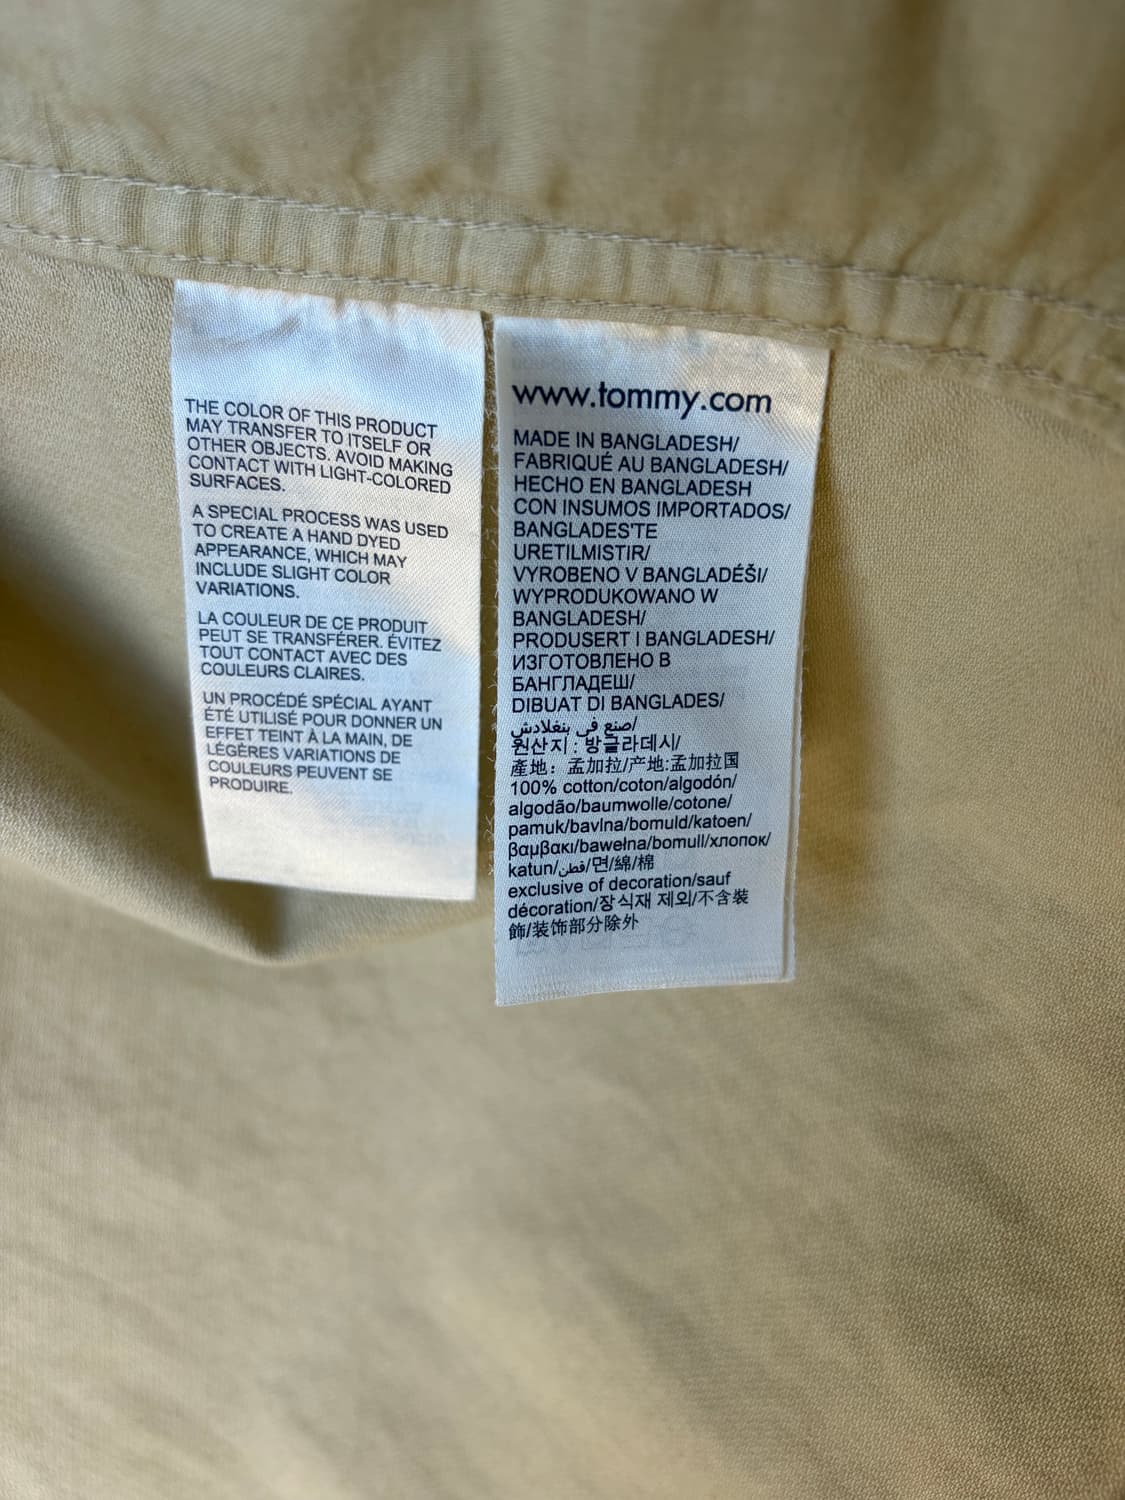 THE COLOR OF THIS PRODUCT
MAY TRANSFER TO ITSELF OR
OTHER OBJECTS. AVOID MAKING
CONTACT WITH LIGHT-COLORED
SURFACES.
A SPECIAL PROCESS WAS USED
TO CREATE A HAND DYED
APPEARANCE, WHICH MAY
INCLUDE SLIGHT COLOR
VARIATIONS.
LA COULEUR DE CE PRODUIT
PEUT SE TRANSFÉRER. ÉVITEZ
TOUT CONTACT AVEC DES
COULEURS CLAIRES.
UN PROCÉDÉ SPÉCIAL AYANT
ÉTÉ UTILISÉ POUR DONNER UN
EFFET TEINT À LA MAIN, DE
LÉGÈRES VARIATIONS DE
COULEURS PEUVENT SE
PRODUIRE.
www.tommy.com
MADE IN BANGLADESH/
FABRIQUÉ AU BANGLADESH/
HECHO EN BANGLADESH
CON INSUMOS IMPORTADOS/
BANGLADES'TE
URETILMISTIR/
VYROBENO V BANGLADÉŠI/
WYPRODUKOWANO W
BANGLADESH/
PRODUSERT I BANGLADESH/
ИЗГОТОВЛЕНО В
БАНГЛАДЕШ/
DIBUAT DI BANGLADES/
صنع في بنغلادش/
원산지 : 방글라데시/
產地：孟加拉/产地:孟加拉国
100% cotton/coton/algodón/
algodão/baumwolle/cotone/
pamuk/bavlna/bomuld/katoen/
βαμβακι/bawełna/bomull/хлопок/
katun/قطن/면/綿/棉
exclusive of decoration/sauf
décoration/장식재 제외/不含裝
飾/装饰部分除外